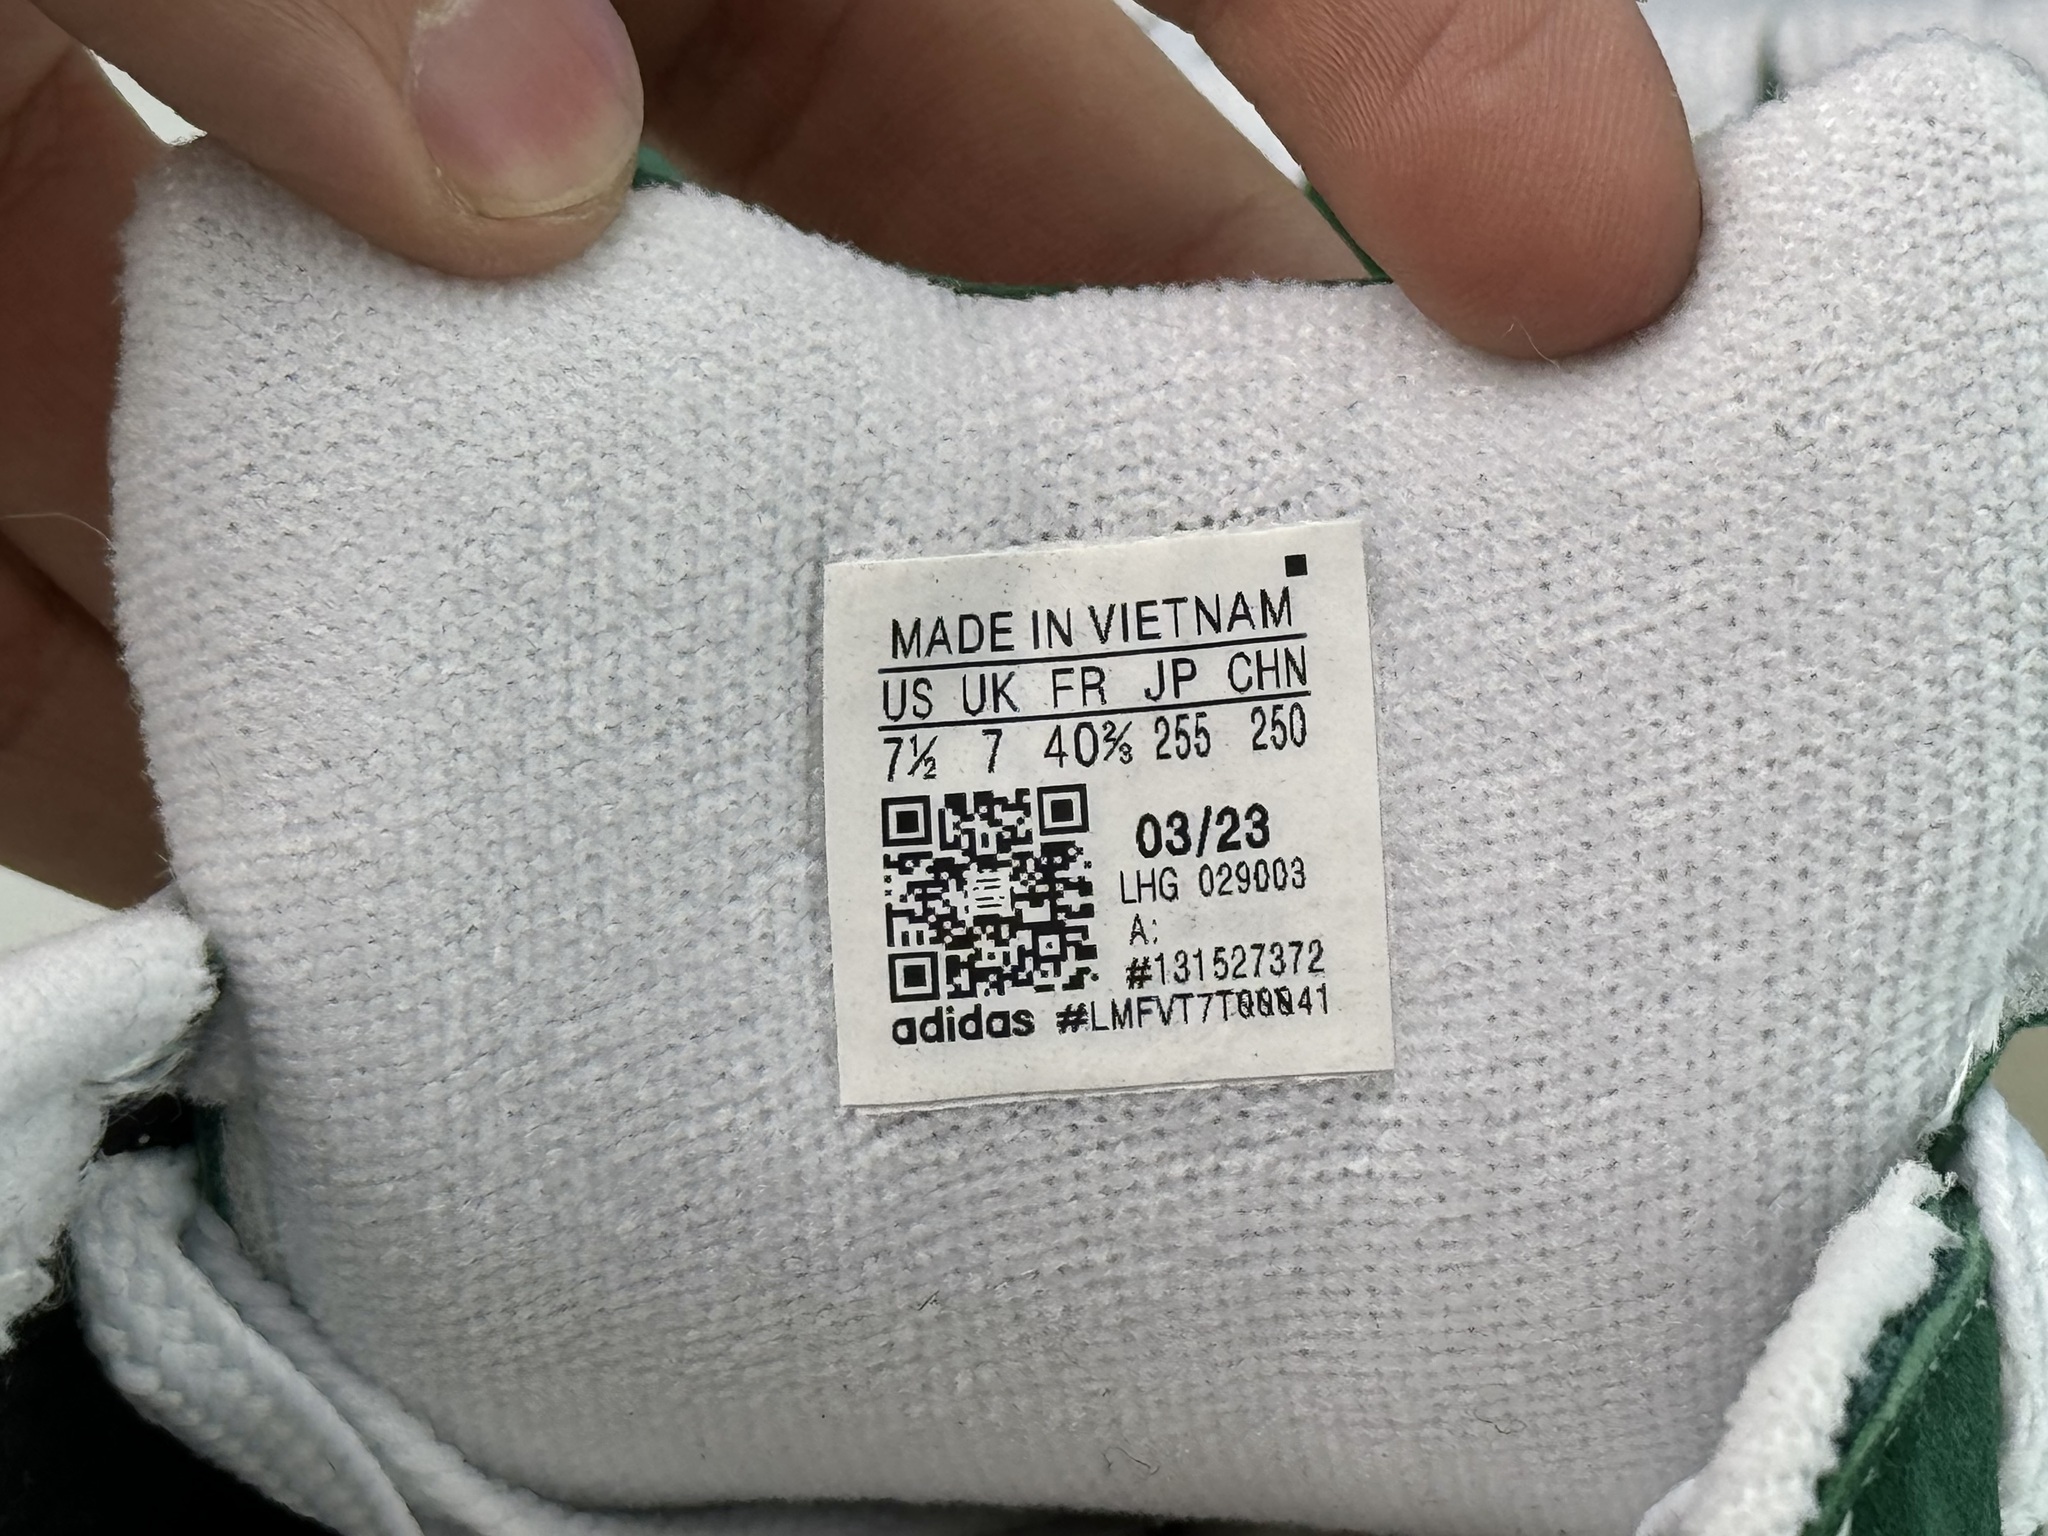 MADE IN VIETNAM
US UK FR JP CHN
7½ 7 40⅔ 255 250
03/23
LHG 029003
A:
#131527372
adidas